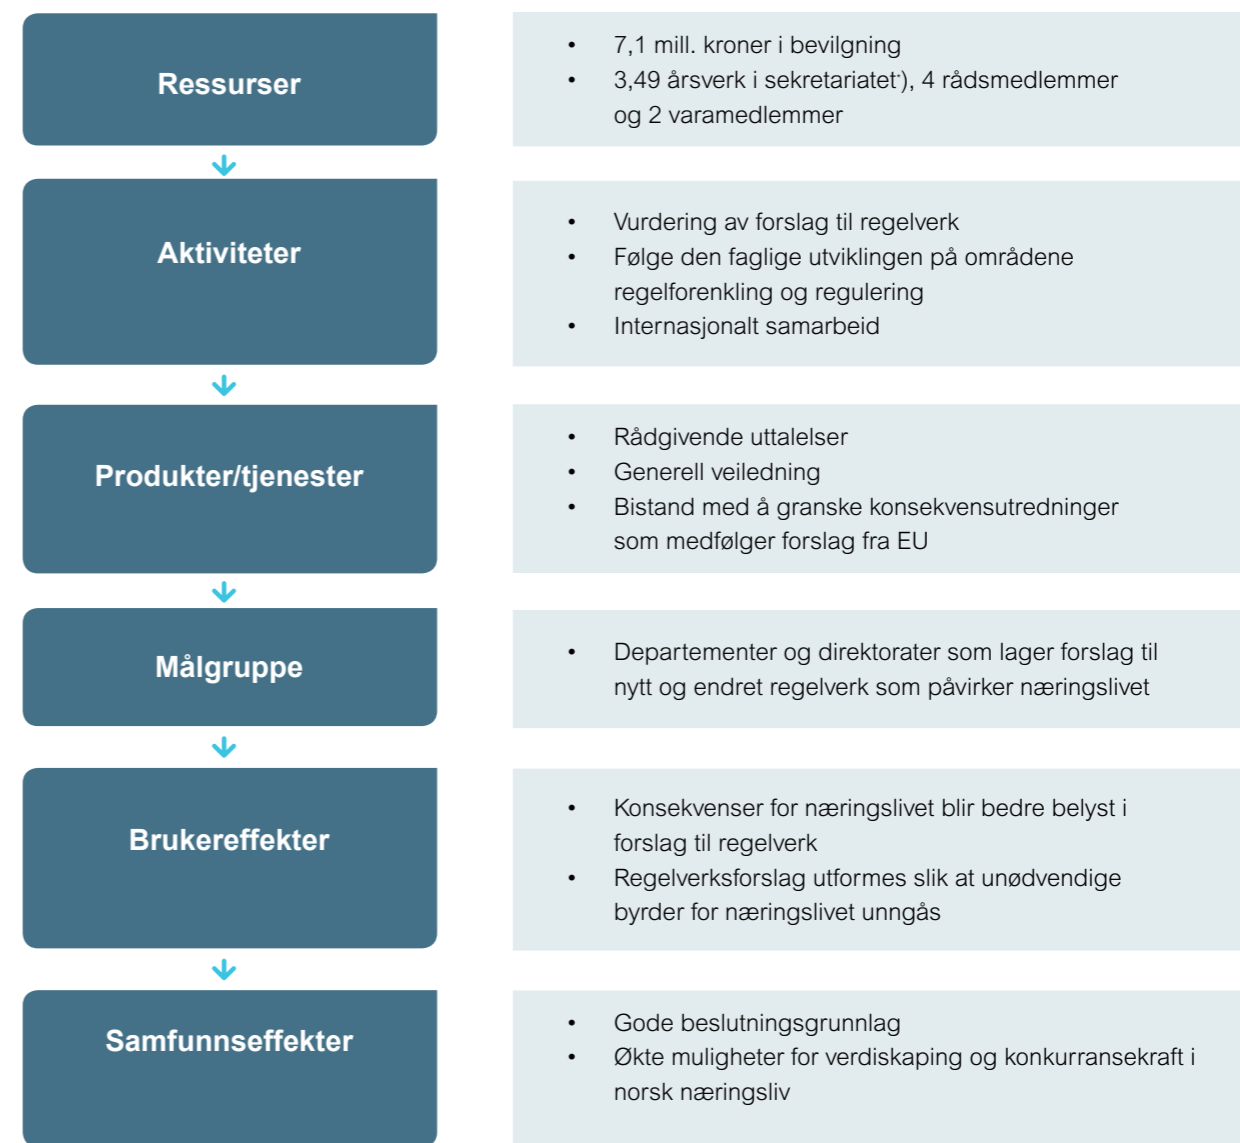 Ressurser
• 7,1 mill. kroner i bevilgning
• 3,49 årsverk i sekretariatet*), 4 rådsmedlemmer
og 2 varamedlemmer
Aktiviteter
• Vurdering av forslag til regelverk
• Følge den faglige utviklingen på områdene
regelforenkling og regulering
• Internasjonalt samarbeid
Produkter/tjenester
• Rådgivende uttalelser
• Generell veiledning
• Bistand med å granske konsekvensutredninger
som medfølger forslag fra EU
Målgruppe
• Departementer og direktorater som lager forslag til
nytt og endret regelverk som påvirker næringslivet
Brukereffekter
• Konsekvenser for næringslivet blir bedre belyst i
forslag til regelverk
• Regelverksforslag utformes slik at unødvendige
byrder for næringslivet unngås
Samfunnseffekter
• Gode beslutningsgrunnlag
• Økte muligheter for verdiskaping og konkurransekraft i
norsk næringsliv